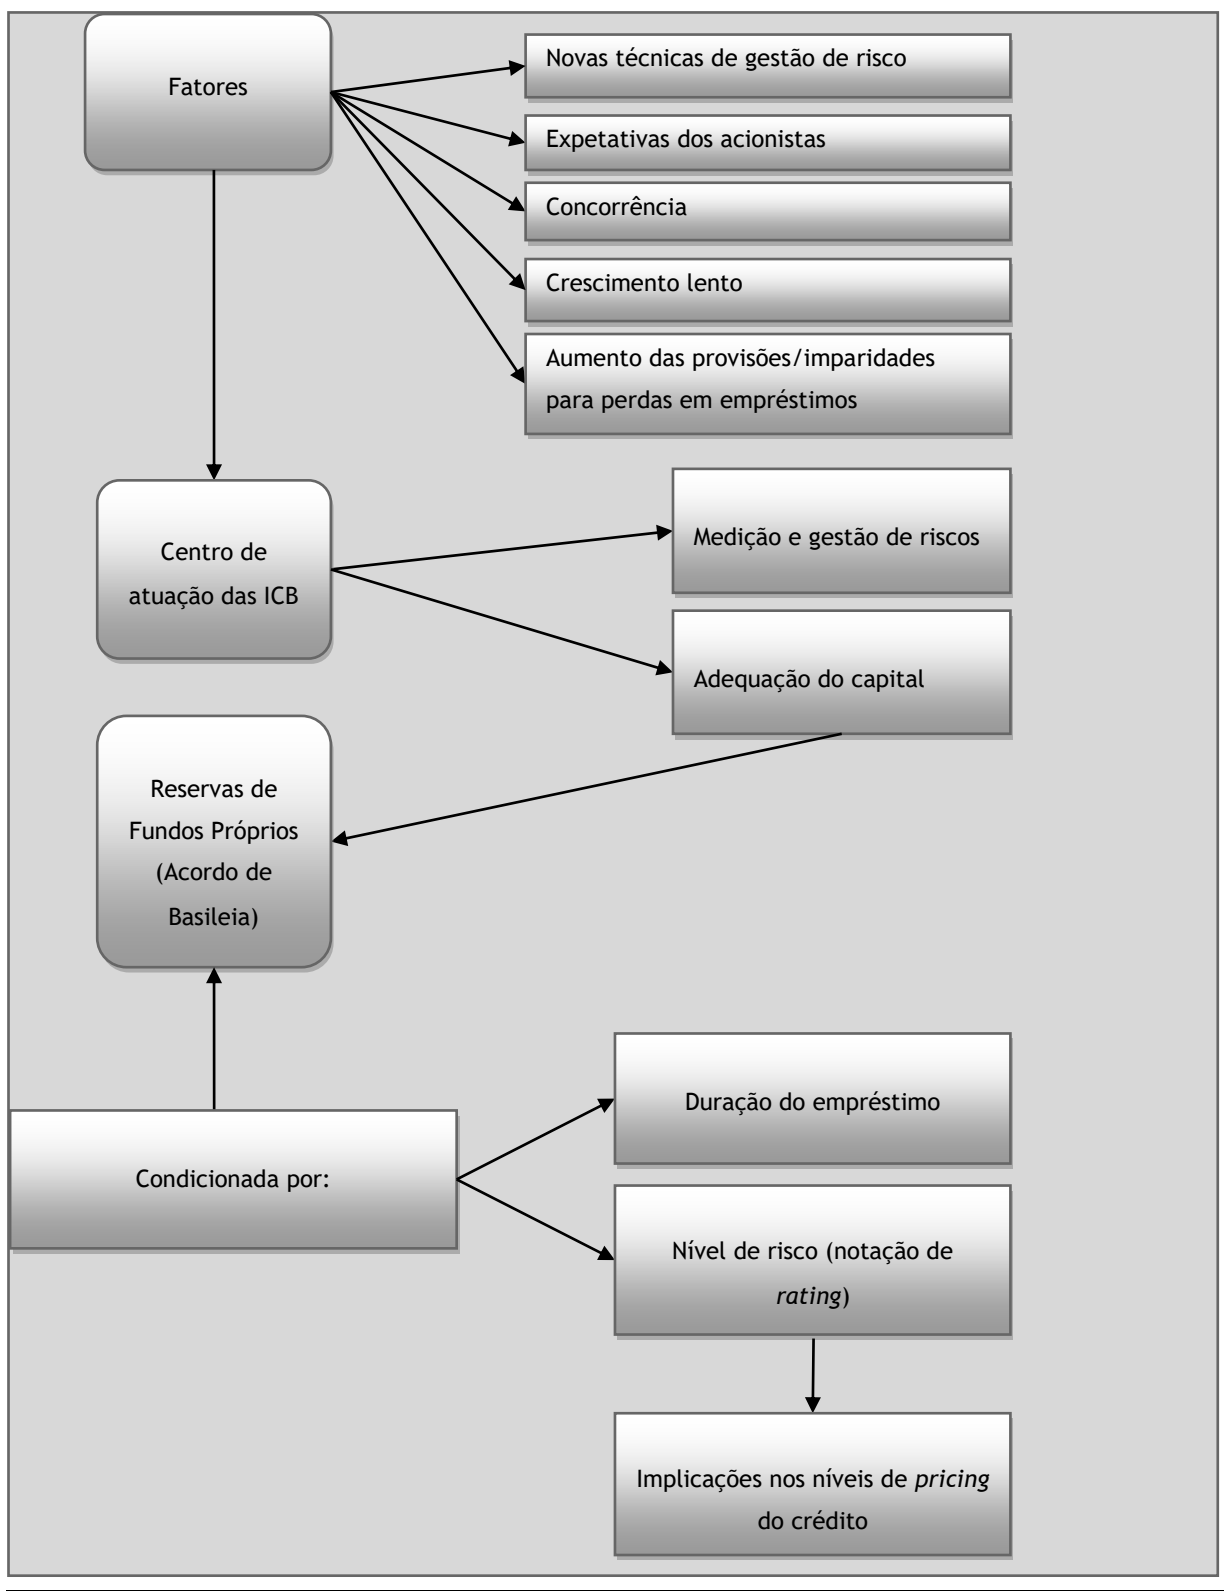 Fatores
Novas técnicas de gestão de risco
Expetativas dos acionistas
Concorrência
Crescimento lento
Aumento das provisões/imparidades
para perdas em empréstimos
Centro de
atuação das ICB
Medição e gestão de riscos
Adequação do capital
Reservas de
Fundos Próprios
(Acordo de
Basileia)
Condicionada por:
Duração do empréstimo
Nível de risco (notação de
rating)
Implicações nos níveis de pricing
do crédito